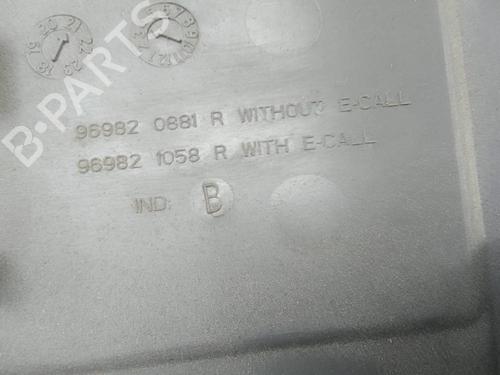 96982 0881 R WITHOUT E-CALL
96982 1058 R WITH E-CALL
IND: B
B-PARTS